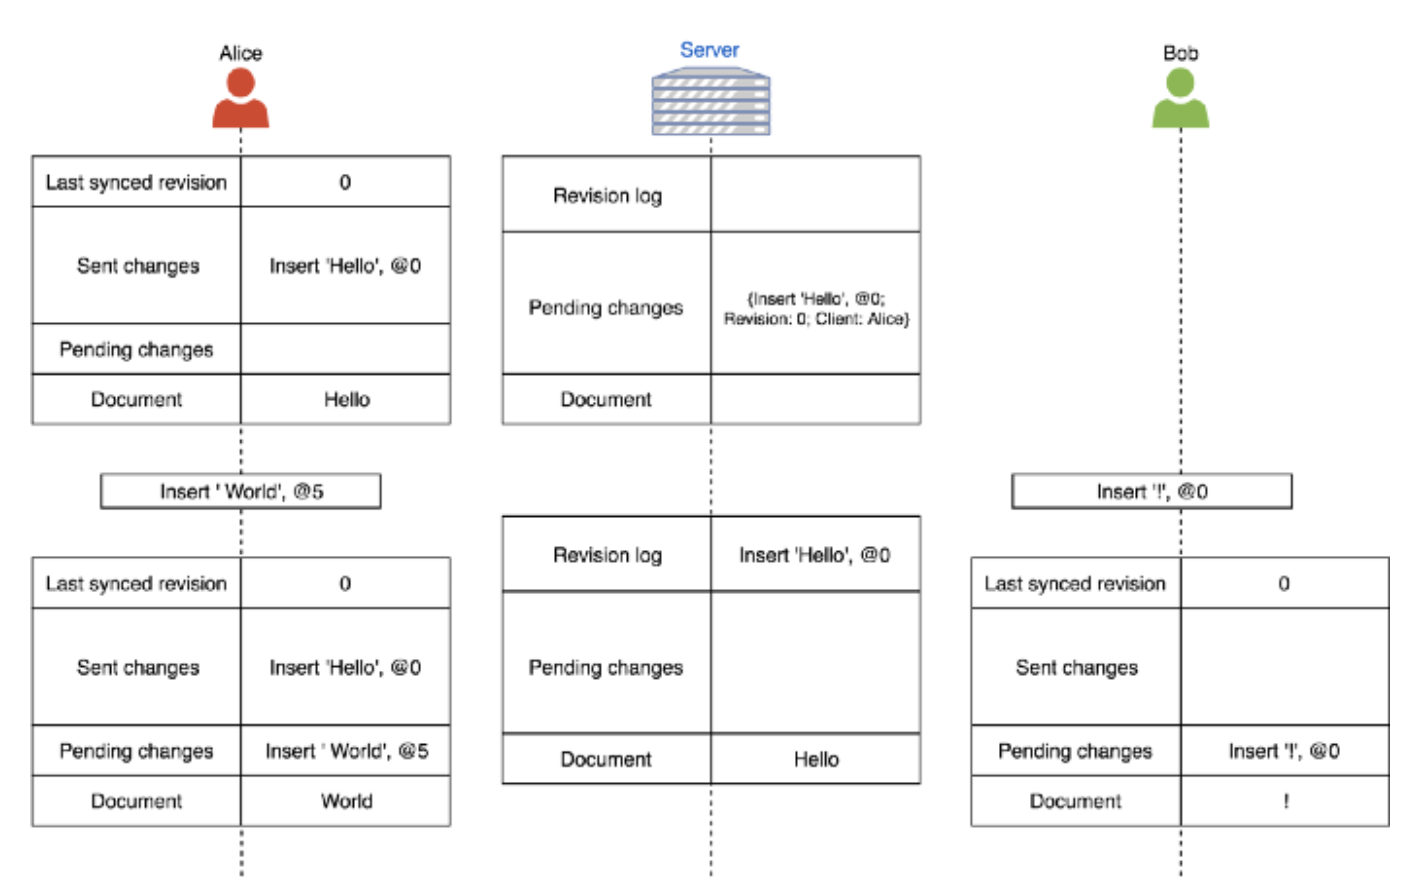 Alice
Server
Bob
Last synced revision 0
Sent changes Insert 'Hello', @0
Pending changes
Document Hello
Revision log
Pending changes {Insert 'Hello', @0;
Revision: 0; Client: Alice}
Document
Insert ' World', @5
Insert '!', @0
Last synced revision 0
Sent changes Insert 'Hello', @0
Pending changes Insert ' World', @5
Document World
Revision log Insert 'Hello', @0
Pending changes
Document Hello
Last synced revision 0
Sent changes
Pending changes Insert '!', @0
Document !